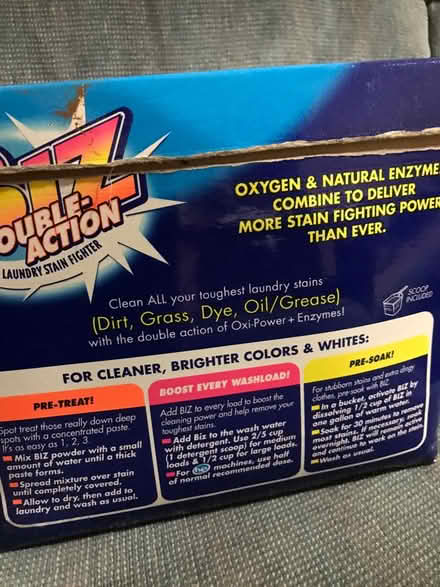 BIZ
DOUBLE-
ACTION
LAUNDRY STAIN FIGHTER
OXYGEN & NATURAL ENZYME
COMBINE TO DELIVER
MORE STAIN FIGHTING POWER
THAN EVER.
Clean ALL your toughest laundry stains
(Dirt, Grass, Dye, Oil/Grease)
with the double action of Oxi-Power + Enzymes!
SCOOP
INCLUDED
FOR CLEANER, BRIGHTER COLORS & WHITES:
PRE-TREAT!
Spot treat those really down deep
spots with a concentrated paste.
It's as easy as 1, 2, 3.
Mix BIZ powder with a small
amount of water until a thick
paste forms.
Spread mixture over stain
until completely covered.
Allow to dry, then add to
laundry and wash as usual.
BOOST EVERY WASHLOAD!
Add BIZ to every load to boost the
cleaning power and help remove your
toughest stains.
Add Biz to the wash water
with detergent. Use 2/5 cup
(1 detergent scoop) for medium
loads & 1/2 cup for large loads.
For he machines, use half
of normal recommended dose.
PRE-SOAK!
For stubborn stains and extra dingy
clothes, pre-soak with BIZ.
In a bucket, activate BIZ by
dissolving 1/2 cup of BIZ in
one gallon of warm water.
Soak for 30 minutes to remove
most stains. If necessary, soak
overnight. BIZ will remain active
and continue to work on the stain
Wash as usual.